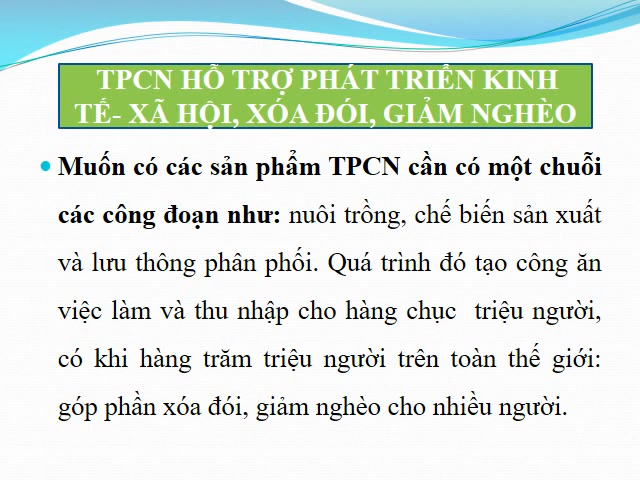 TPCN HỖ TRỢ PHÁT TRIỂN KINH
TẾ- XÃ HỘI, XÓA ĐÓI, GIẢM NGHÈO
Muốn có các sản phẩm TPCN cần có một chuỗi
các công đoạn như: nuôi trồng, chế biến sản xuất
và lưu thông phân phối. Quá trình đó tạo công ăn
việc làm và thu nhập cho hàng chục triệu người,
có khi hàng trăm triệu người trên toàn thế giới:
góp phần xóa đói, giảm nghèo cho nhiều người.